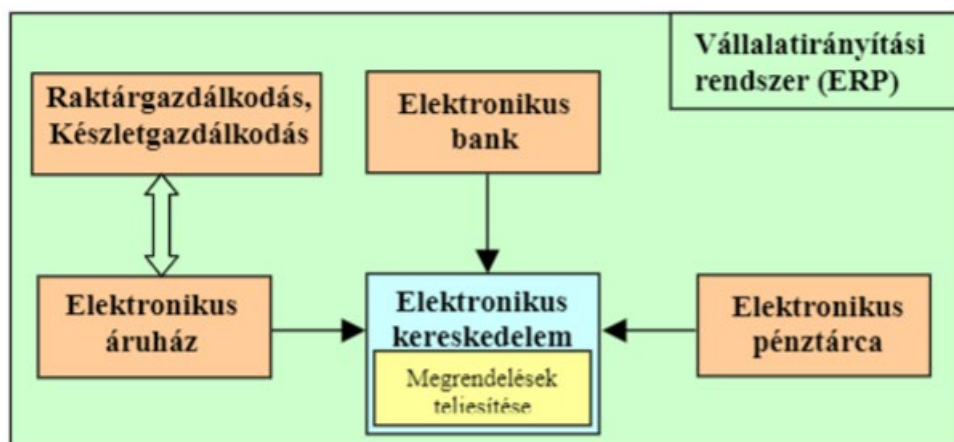 Vállalatirányítási
rendszer (ERP)
Raktárgazdálkodás,
Készletgazdálkodás
Elektronikus
bank
Elektronikus
áruház
Elektronikus
kereskedelem
Megrendelések
teljesítése
Elektronikus
pénztárca